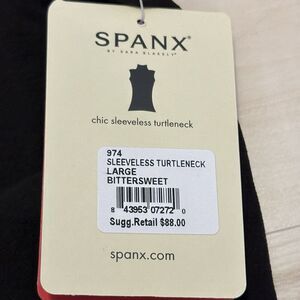 SPANX®
BY SARA BLAKELY
chic sleeveless turtleneck
974
SLEEVELESS TURTLENECK
LARGE
BITTERSWEET
8 43953 07272 0
Sugg.Retail $88.00
spanx.com